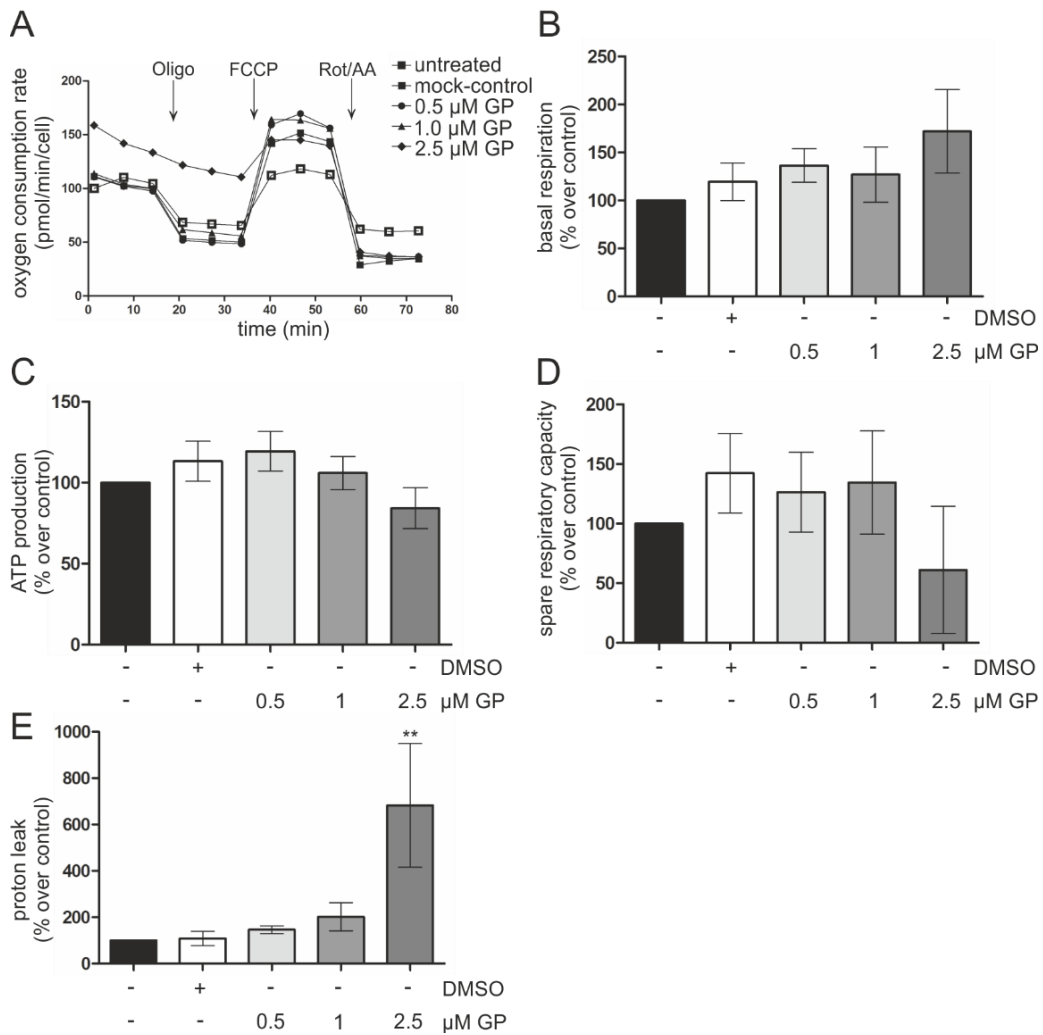 A
Oligo
FCCP
Rot/AA
untreated
mock-control
0.5 µM GP
1.0 µM GP
2.5 µM GP
oxygen consumption rate
(pmol/min/cell)
200
150
100
50
0
0 10 20 30 40 50 60 70 80
time (min)
B
basal respiration
(% over control)
250
200
150
100
50
0
- + - - - DMSO
- - 0.5 1 2.5 µM GP
C
ATP production
(% over control)
150
100
50
0
- + - - - DMSO
- - 0.5 1 2.5 µM GP
D
spare respiratory capacity
(% over control)
200
150
100
50
0
- + - - - DMSO
- - 0.5 1 2.5 µM GP
E
proton leak
(% over control)
1000
800
600
400
200
0
**
- + - - - DMSO
- - 0.5 1 2.5 µM GP